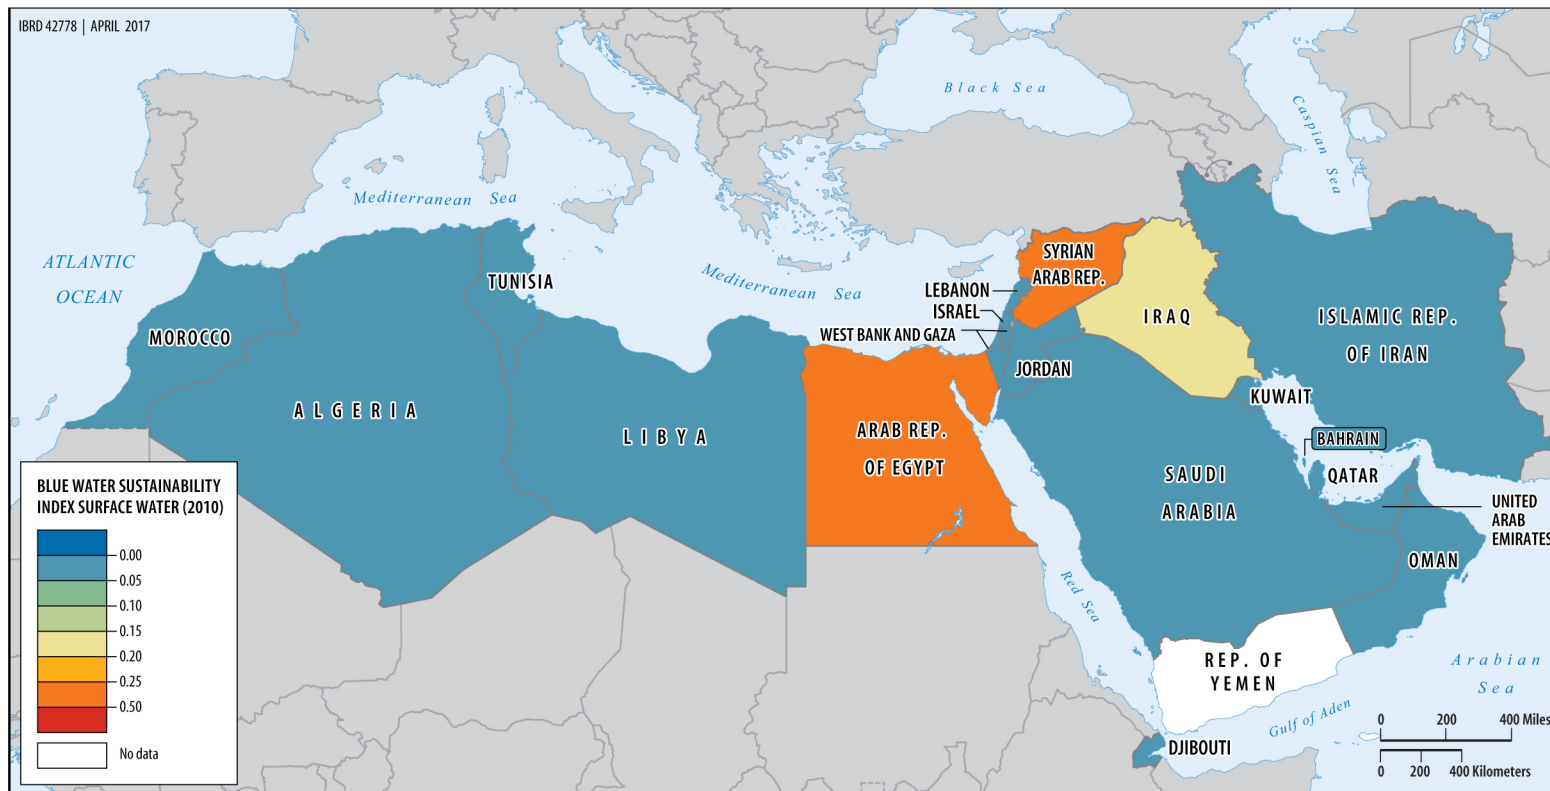 IBRD 42778 | APRIL 2017
Black Sea
Caspian Sea
Mediterranean Sea
ATLANTIC
OCEAN
Mediterranean Sea
TUNISIA
MOROCCO
ALGERIA
LIBYA
SYRIAN
ARAB REP.
LEBANON
ISRAEL
WEST BANK AND GAZA
JORDAN
IRAQ
ISLAMIC REP.
OF IRAN
KUWAIT
BAHRAIN
QATAR
ARAB REP.
OF EGYPT
SAUDI
ARABIA
UNITED
ARAB
EMIRATES
OMAN
Red Sea
REP. OF
YEMEN
Arabian
Sea
Gulf of Aden
DJIBOUTI
BLUE WATER SUSTAINABILITY
INDEX SURFACE WATER (2010)
0.00
0.05
0.10
0.15
0.20
0.25
0.50
No data
0 200 400 Miles
0 200 400 Kilometers